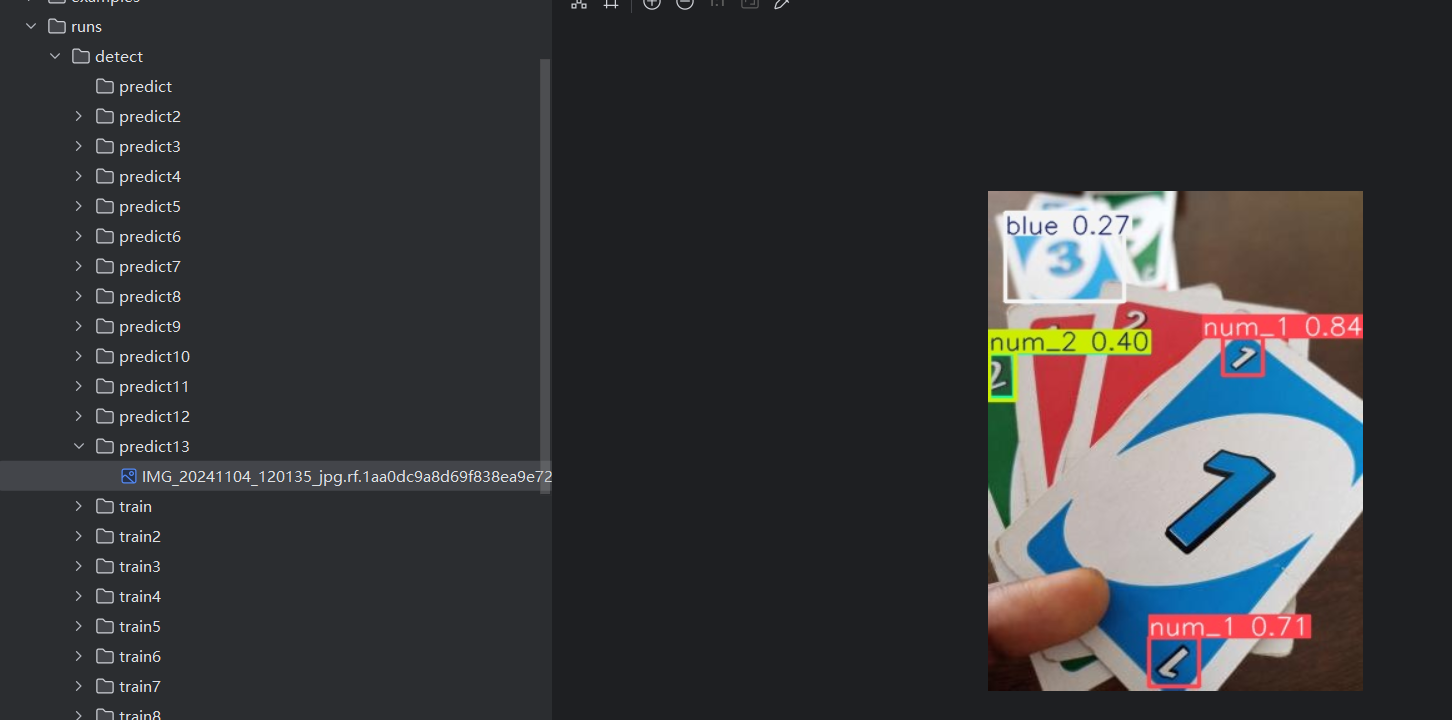 examples
runs
detect
predict
predict2
predict3
predict4
predict5
predict6
predict7
predict8
predict9
predict10
predict11
predict12
predict13
IMG_20241104_120135_jpg.rf.1aa0dc9a8d69f838ea9e72
train
train2
train3
train4
train5
train6
train7
train8
1:1
blue 0.27
3
2
num_1 0.84
num_2 0.40
1
2
1
num_1 0.71
1